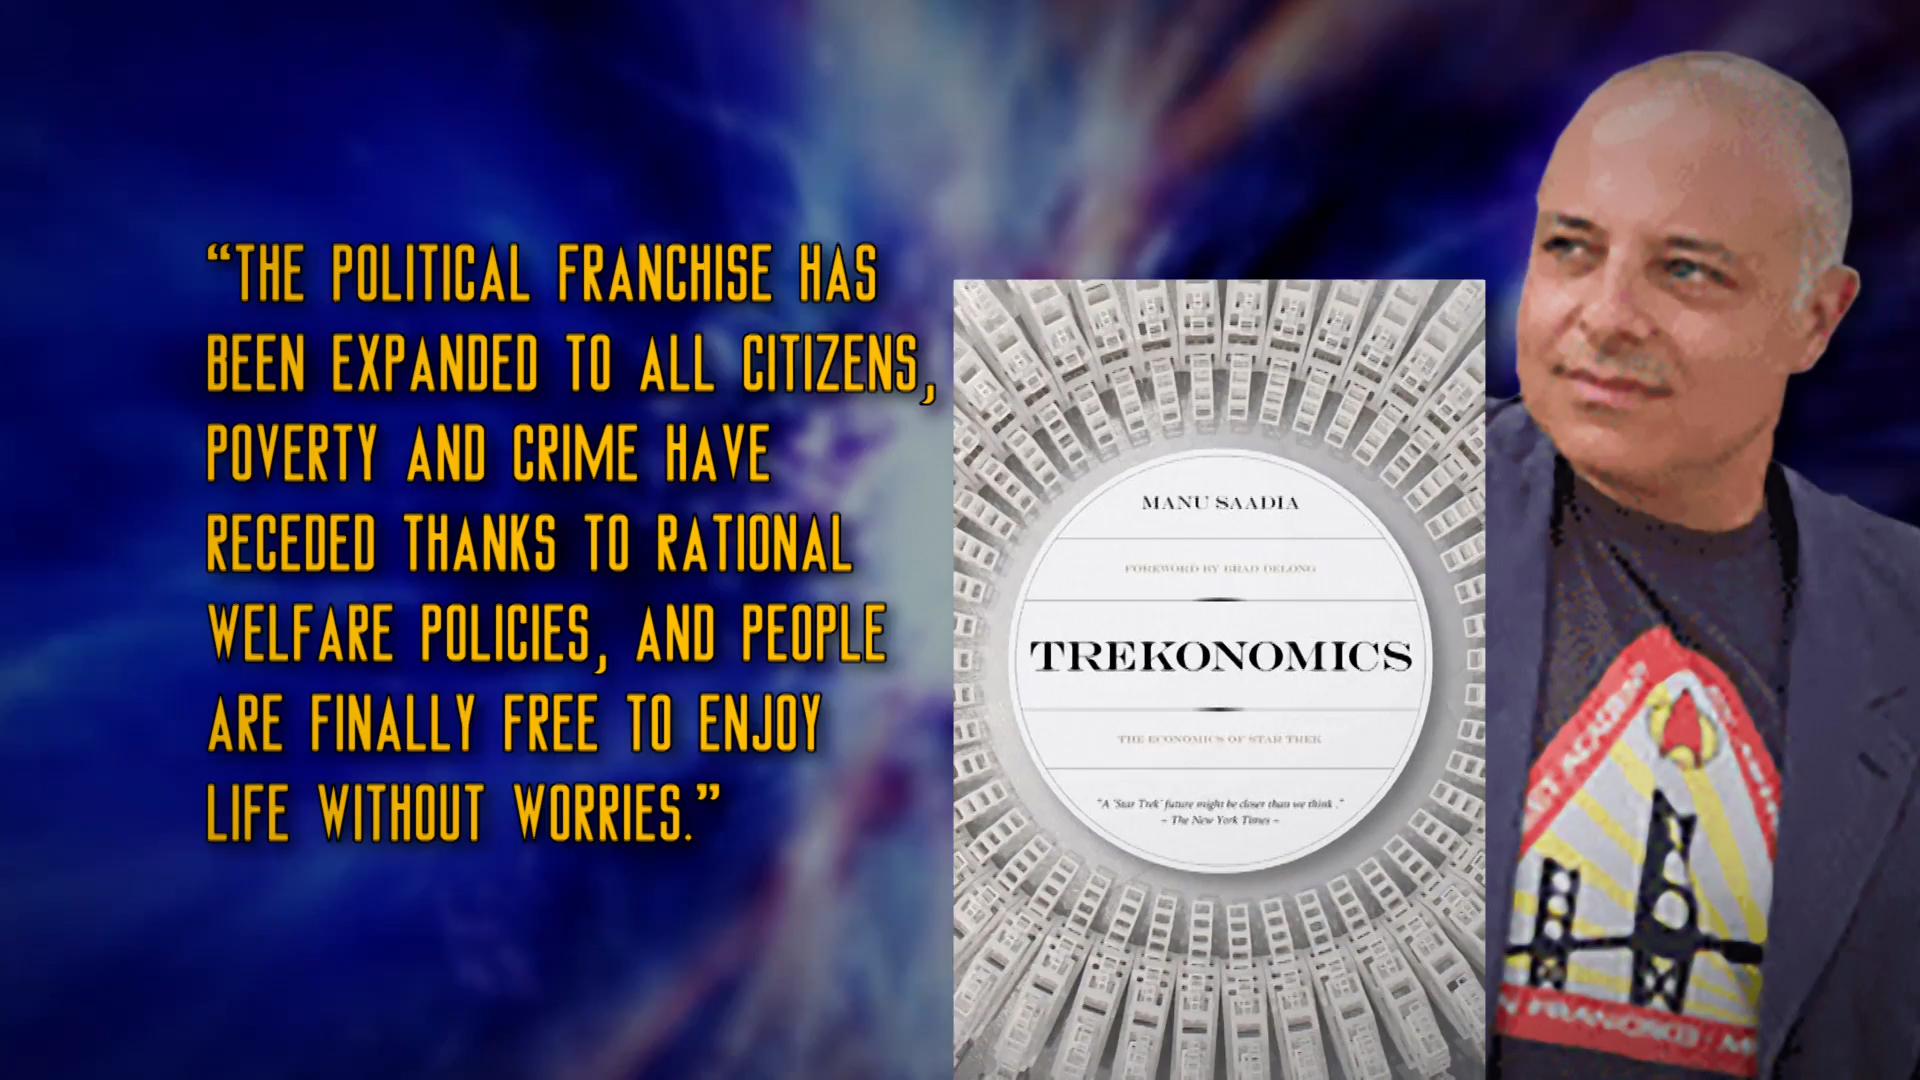 “THE POLITICAL FRANCHISE HAS
BEEN EXPANDED TO ALL CITIZENS,
POVERTY AND CRIME HAVE
RECEDED THANKS TO RATIONAL
WELFARE POLICIES, AND PEOPLE
ARE FINALLY FREE TO ENJOY
LIFE WITHOUT WORRIES.”
MANU SAADIA
FOREWORD BY BRAD DELONG
TREKONOMICS
THE ECONOMICS OF STAR TREK
"A 'Star Trek' future might be closer than we think ."
~ The New York Times ~